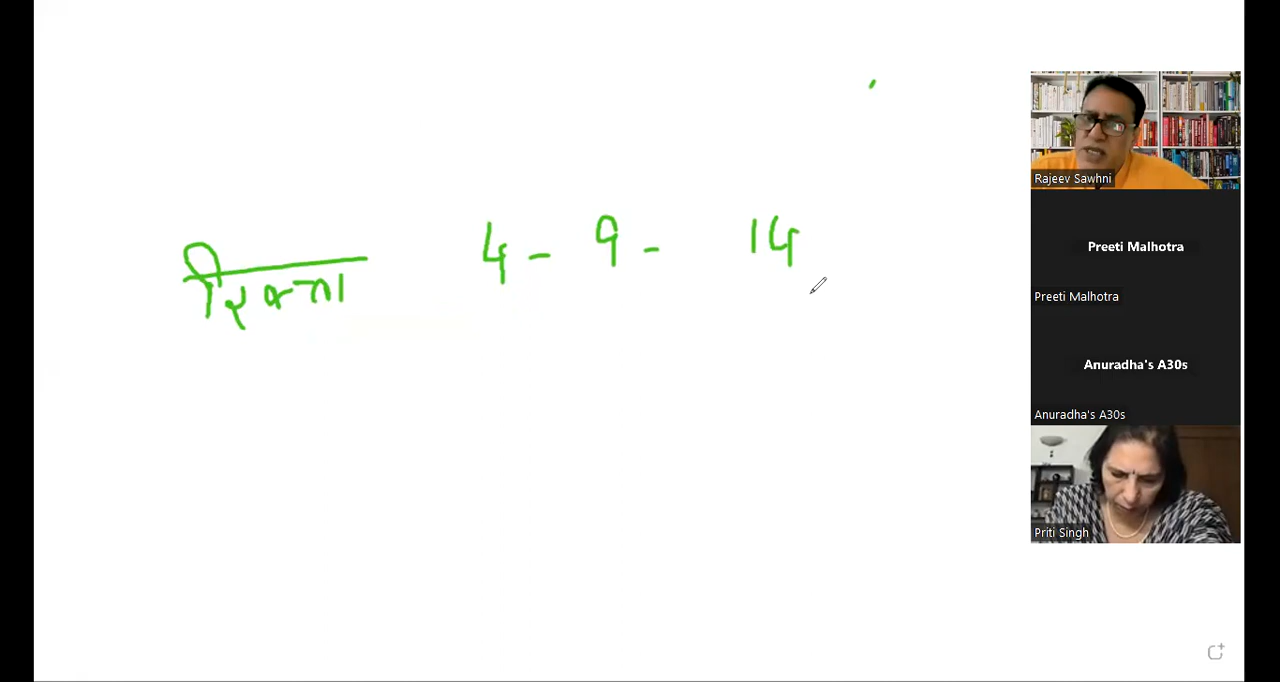 रिक्ता 4 - 9 - 14
Rajeev Sawhni
Preeti Malhotra
Preeti Malhotra
Anuradha's A30s
Anuradha's A30s
Priti Singh